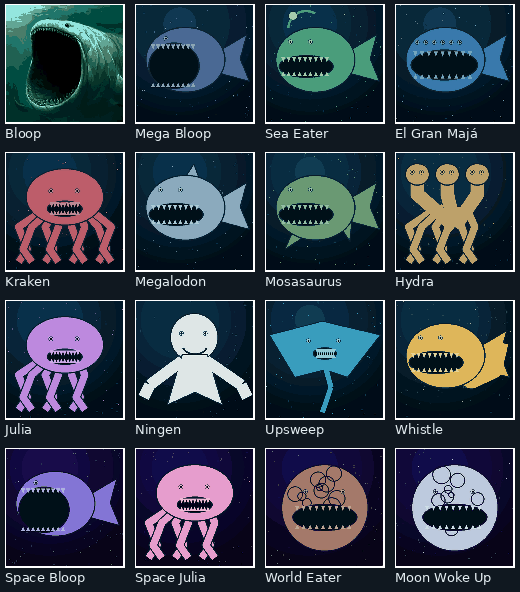 Bloop
Mega Bloop
Sea Eater
El Gran Majá
Kraken
Megalodon
Mosasaurus
Hydra
Julia
Ningen
Upsweep
Whistle
Space Bloop
Space Julia
World Eater
Moon Woke Up